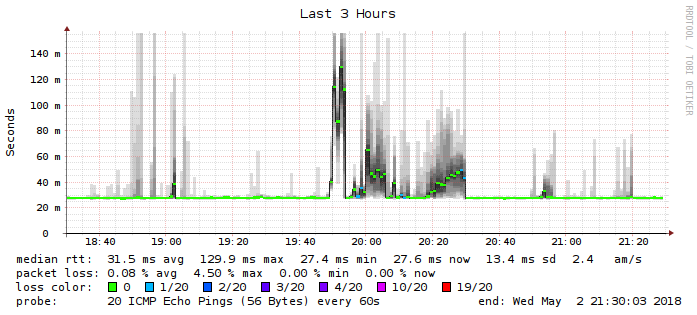 Last 3 Hours
RRDTOOL / TOBI OETIKER
Seconds
140 m
120 m
100 m
80 m
60 m
40 m
20 m
0
18:40 19:00 19:20 19:40 20:00 20:20 20:40 21:00 21:20
median rtt: 31.5 ms avg 129.9 ms max 27.4 ms min 27.6 ms now 13.4 ms sd 2.4 am/s
packet loss: 0.08 % avg 4.50 % max 0.00 % min 0.00 % now
loss color: 0 1/20 2/20 3/20 4/20 10/20 19/20
probe: 20 ICMP Echo Pings (56 Bytes) every 60s end: Wed May 2 21:30:03 2018